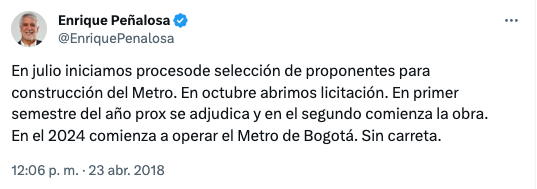 Enrique Peñalosa
@EnriquePenalosa
En julio iniciamos procesode selección de proponentes para
construcción del Metro. En octubre abrimos licitación. En primer
semestre del año prox se adjudica y en el segundo comienza la obra.
En el 2024 comienza a operar el Metro de Bogotá. Sin carreta.
12:06 p. m. · 23 abr. 2018